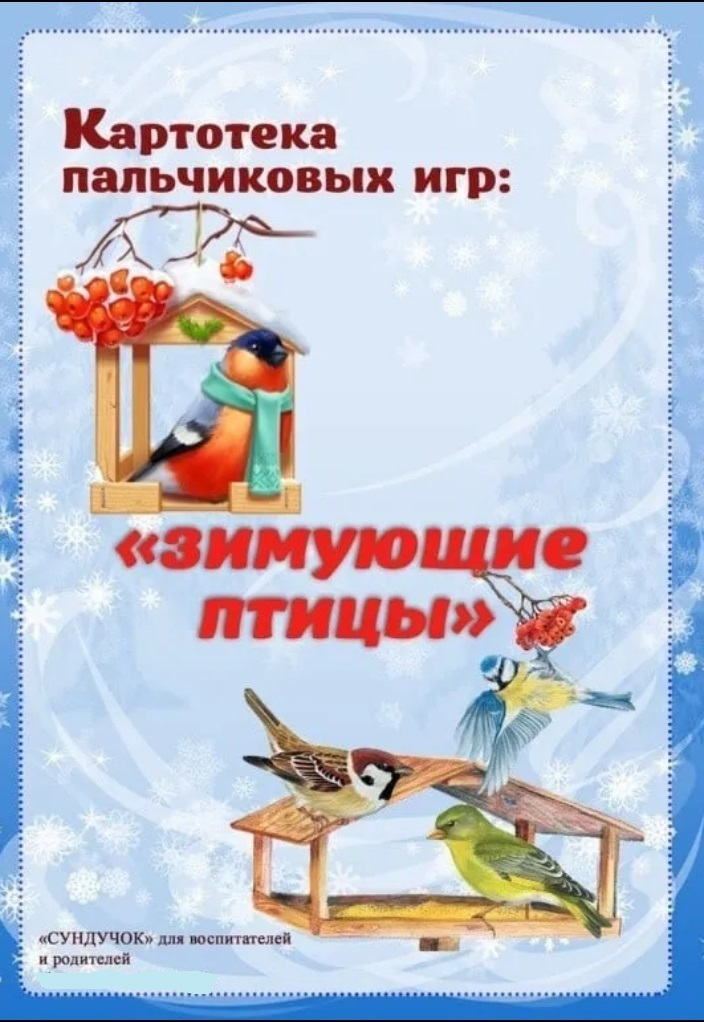 Картотека
пальчиковых игр:
«зимующие
птицы»
«СУНДУЧОК» для воспитателей
и родителей